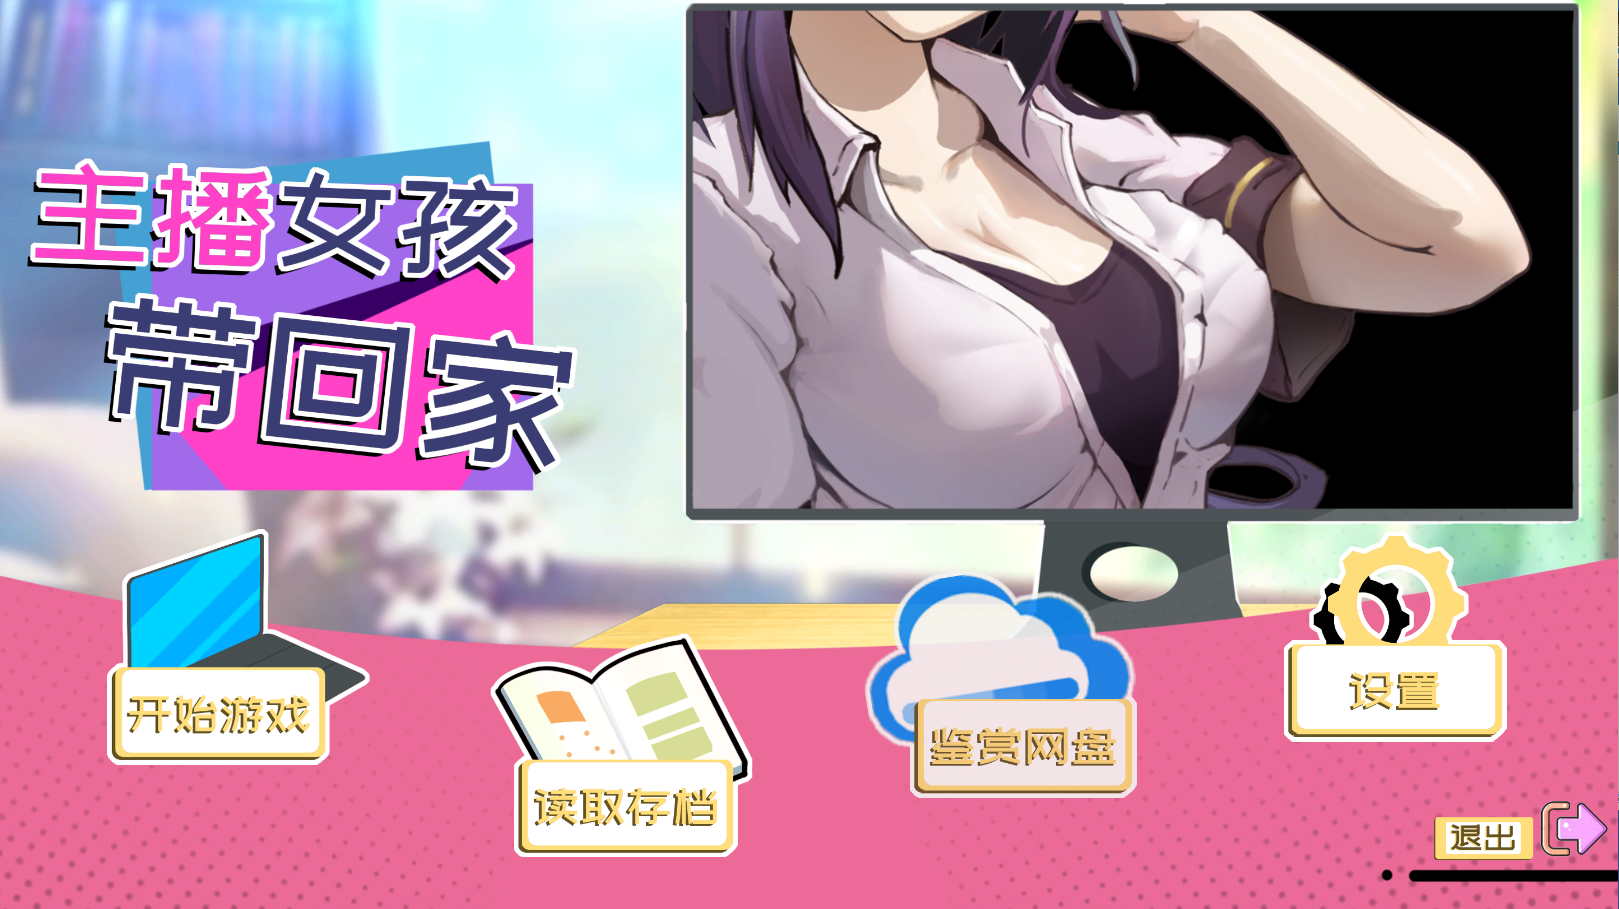 主播女孩
带回家
开始游戏
读取存档
鉴赏网盘
设置
退出